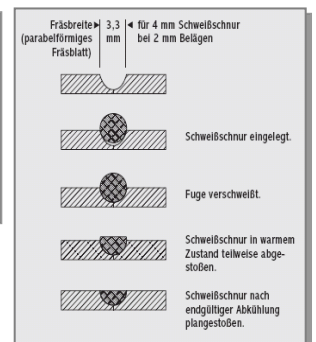 Fräsbreite 3,3 für 4 mm Schweißschnur
(parabelförmiges mm bei 2 mm Belägen
Fräsblatt)
Schweißschnur eingelegt.
Fuge verschweißt.
Schweißschnur in warmem
Zustand teilweise abge-
stoßen.
Schweißschnur nach
endgültiger Abkühlung
plangestoßen.